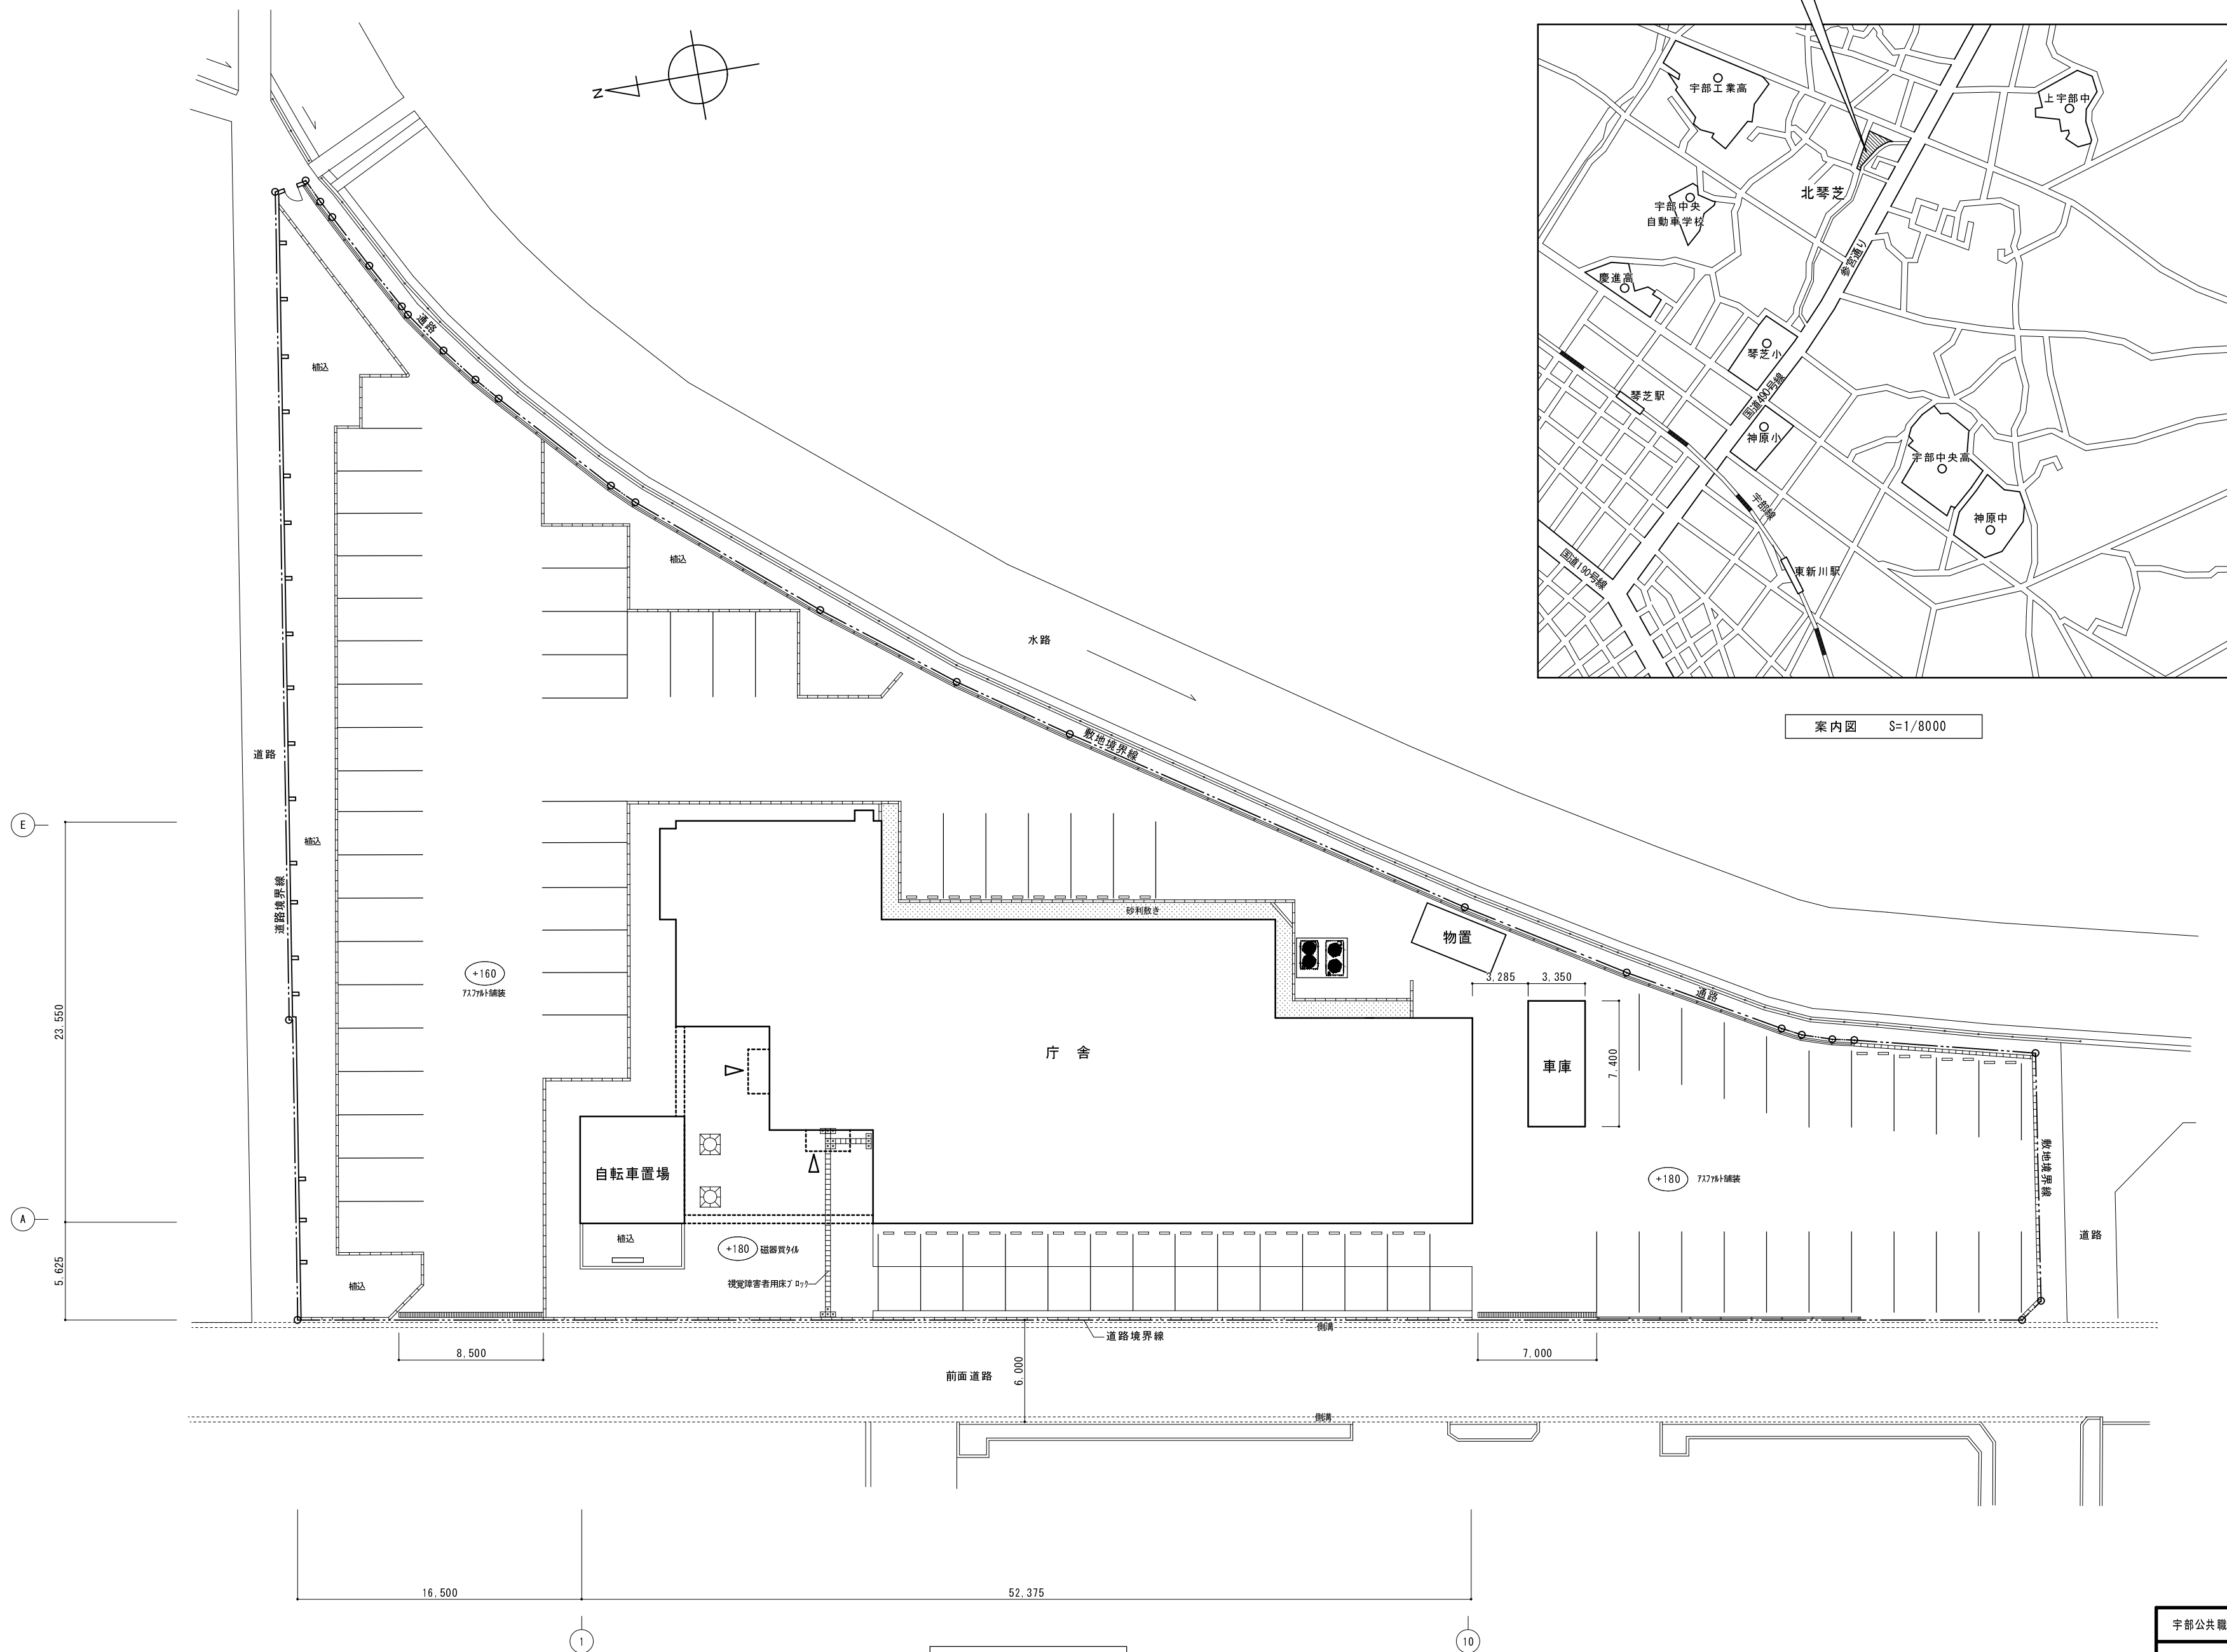 N
宇部工業高
上宇部中
北琴芝
宇部中央
自動車学校
参宮通り
慶進高
琴芝小
国道490号線
琴芝駅
神原小
宇部中央高
宇部線
神原中
国道190号線
東新川駅
案内図 S=1/8000
通路
植込
植込
水路
敷地境界線
道路
E
植込
道路境界線
砂利敷き
物置
+160
アスファルト舗装
3,285
3,350
通路
23,550
庁 舎
車庫
7,400
自転車置場
敷地境界線
+180
アスファルト舗装
A
植込
+180
磁器質タイル
道路
5,625
植込
視覚障害者用床ブロック
側溝
道路境界線
8,500
7,000
前面道路
6,000
側溝
16,500
52,375
宇部公共職
1
10